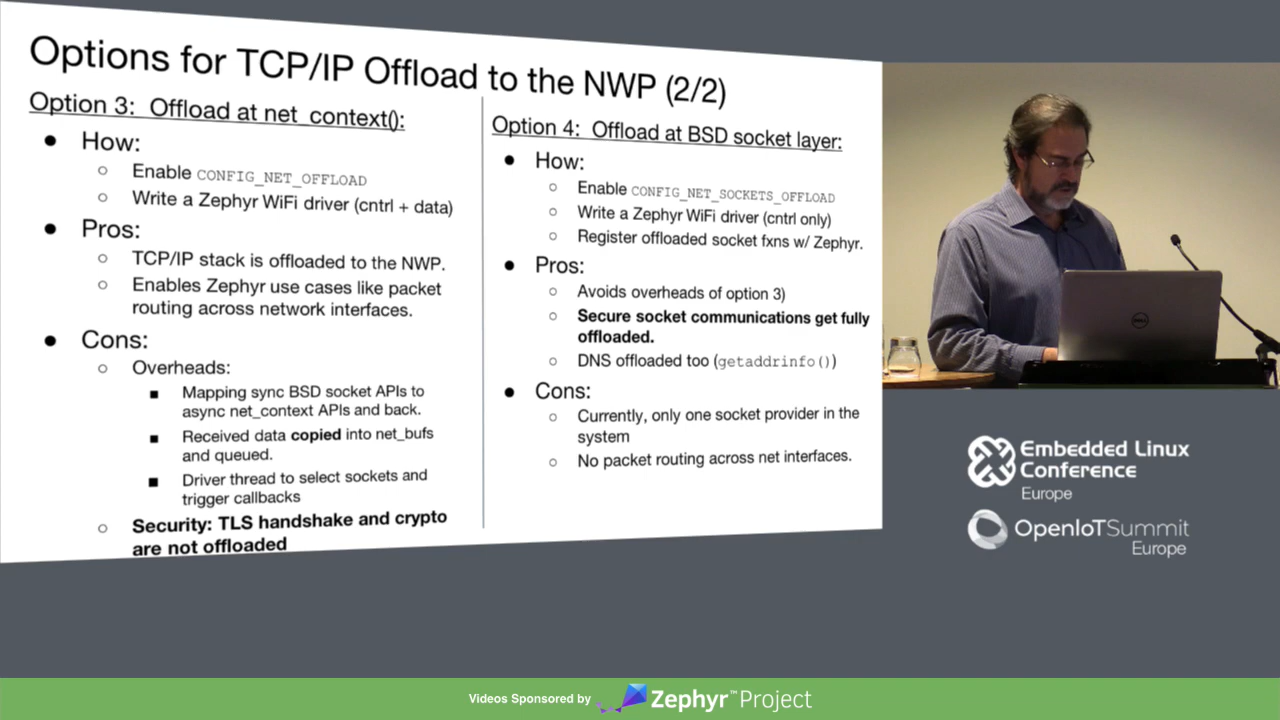 Options for TCP/IP Offload to the NWP (2/2)
Option 3: Offload at net_context():
● How:
○ Enable CONFIG_NET_OFFLOAD
○ Write a Zephyr WiFi driver (cntrl + data)
● Pros:
○ TCP/IP stack is offloaded to the NWP.
○ Enables Zephyr use cases like packet
routing across network interfaces.
● Cons:
○ Overheads:
■ Mapping sync BSD socket APIs to
async net_context APIs and back.
■ Received data copied into net_bufs
and queued.
■ Driver thread to select sockets and
trigger callbacks
○ Security: TLS handshake and crypto
are not offloaded
Option 4: Offload at BSD socket layer:
● How:
○ Enable CONFIG_NET_SOCKETS_OFFLOAD
○ Write a Zephyr WiFi driver (cntrl only)
○ Register offloaded socket fxns w/ Zephyr.
● Pros:
○ Avoids overheads of option 3)
○ Secure socket communications get fully
offloaded.
○ DNS offloaded too (getaddrinfo())
● Cons:
○ Currently, only one socket provider in the
system
○ No packet routing across net interfaces.
DELL
Embedded Linux
Conference
Europe
OpenIoTSummit
Europe
Videos Sponsored by Zephyr™Project